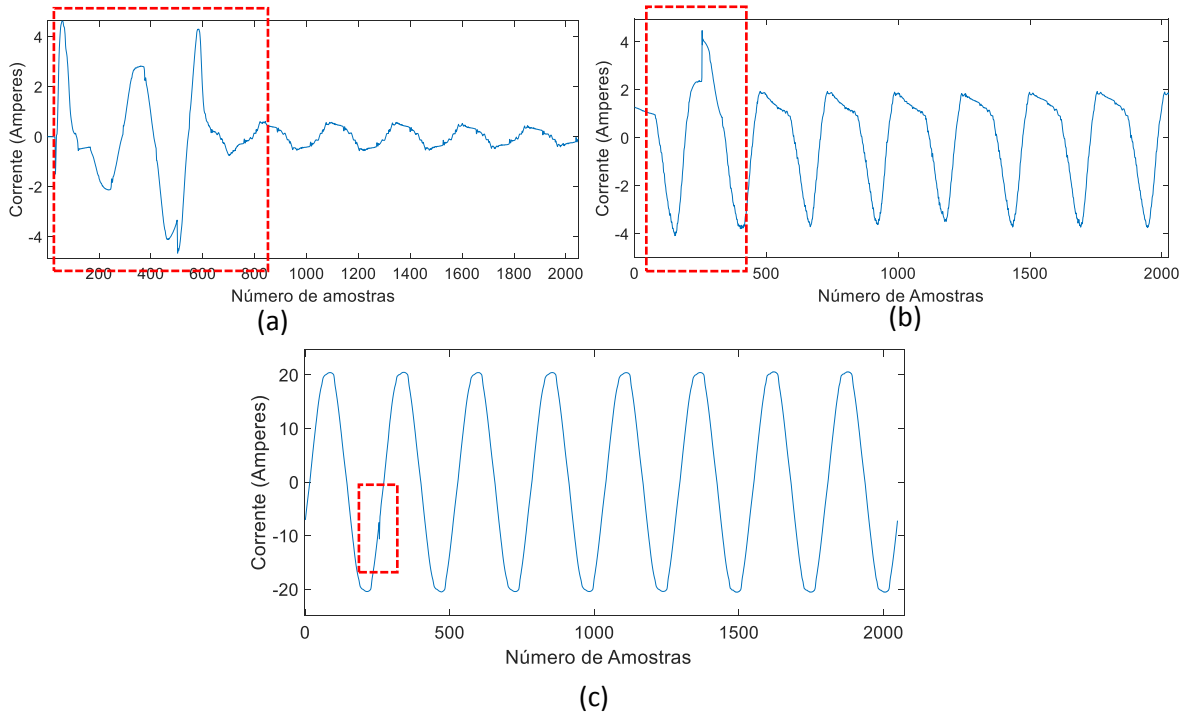 Corrente (Amperes)
4
2
0
-2
-4
200 400 600 800 1000 1200 1400 1600 1800 2000
Número de amostras
(a)
Corrente (Amperes)
4
2
0
-2
-4
0 500 1000 1500 2000
Número de Amostras
(b)
Corrente (Amperes)
20
10
0
-10
-20
0 500 1000 1500 2000
Número de Amostras
(c)